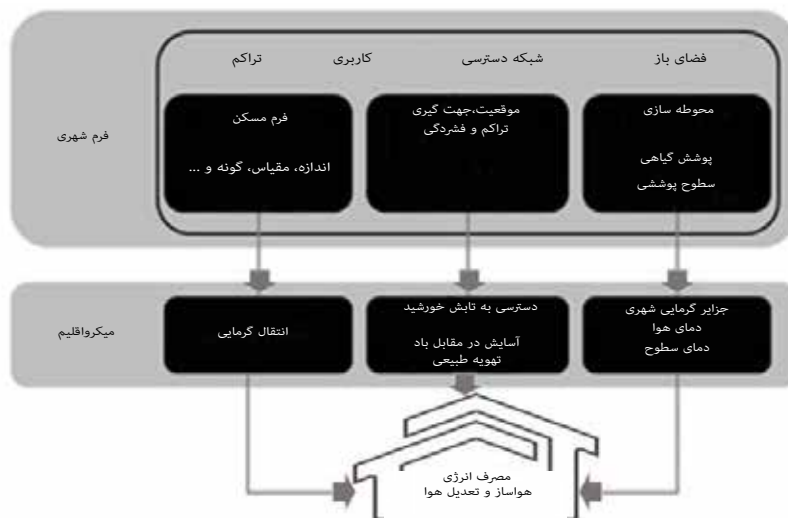 فضای باز
شبکه دسترسی
کاربری
تراکم
فرم شهری
محوطه سازی
پوشش گیاهی
سطوح پوششی
موقعیت،جهت گیری
تراکم و فشردگی
فرم مسکن
اندازه، مقیاس، گونه و ...
میکرواقلیم
جزایر گرمایی شهری
دمای هوا
دمای سطوح
دسترسی به تابش خورشید
آسایش در مقابل باد
تهویه طبیعی
انتقال گرمایی
مصرف انرژی
هواساز و تعدیل هوا